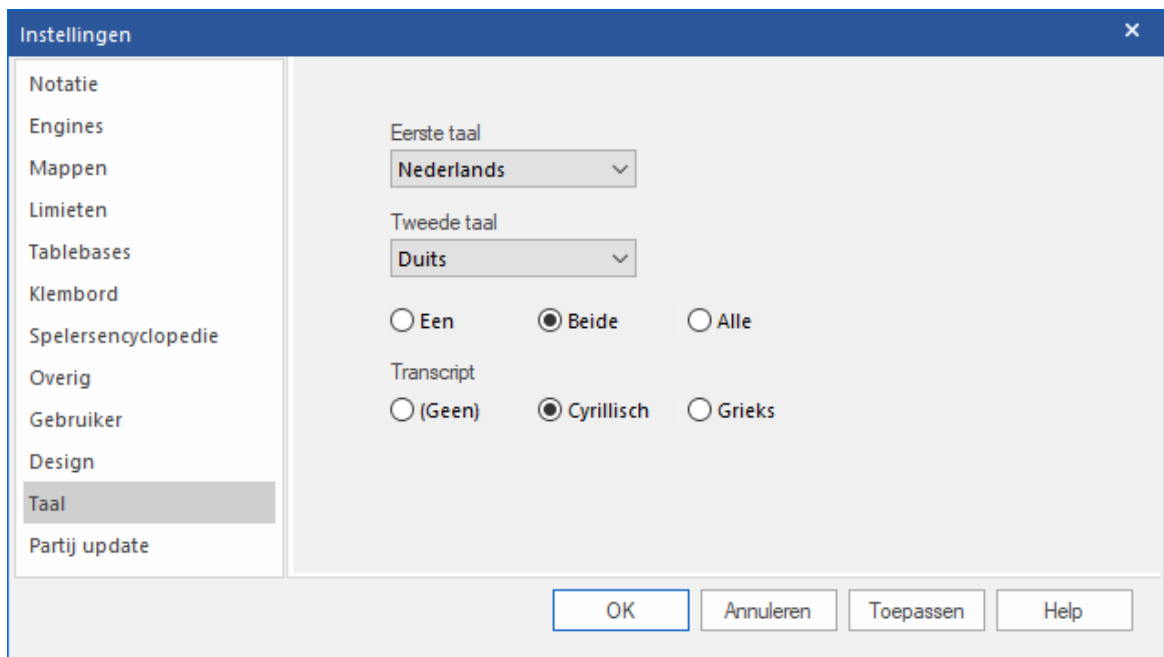 Instellingen
Notatie
Engines
Mappen
Limieten
Tablebases
Klembord
Spelersencyclopedie
Overig
Gebruiker
Design
Taal
Partij update
Eerste taal
Nederlands
Tweede taal
Duits
Een Beide Alle
Transcript
(Geen) Cyrillisch Grieks
OK Annuleren Toepassen Help